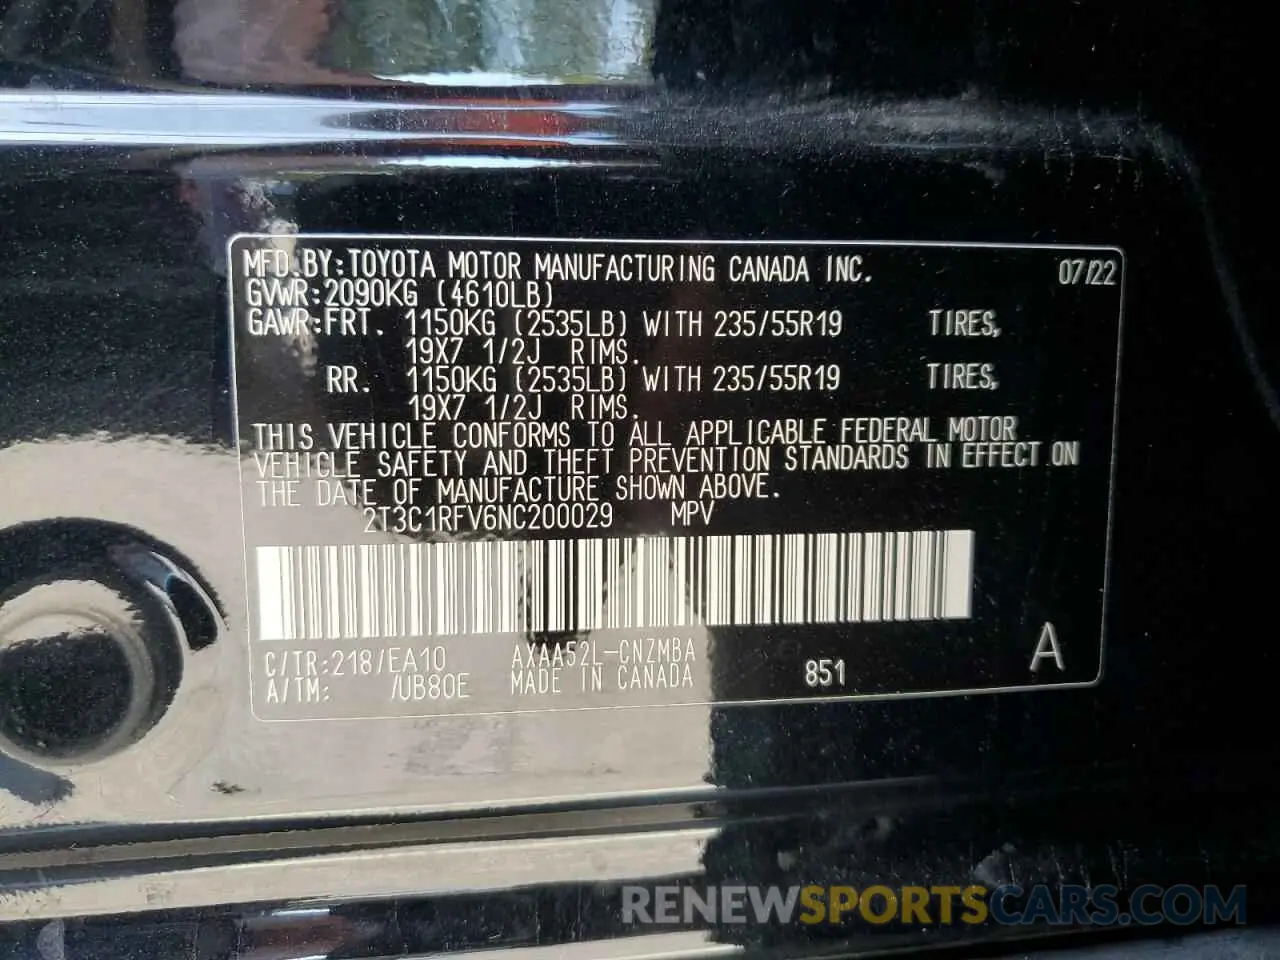 MFD.BY:TOYOTA MOTOR MANUFACTURING CANADA INC. 07/22
GVWR:2090KG (4610LB)
GAWR:FRT. 1150KG (2535LB) WITH 235/55R19 TIRES,
19X7 1/2J RIMS.
RR. 1150KG (2535LB) WITH 235/55R19 TIRES,
19X7 1/2J RIMS.
THIS VEHICLE CONFORMS TO ALL APPLICABLE FEDERAL MOTOR
VEHICLE SAFETY AND THEFT PREVENTION STANDARDS IN EFFECT ON
THE DATE OF MANUFACTURE SHOWN ABOVE.
2T3C1RFV6NC200029 MPV
C/TR:218/EA10 AXAA52L-CNZMBA
A/TM: /UB80E MADE IN CANADA 851 A
RENEWSPORTSCARS.COM